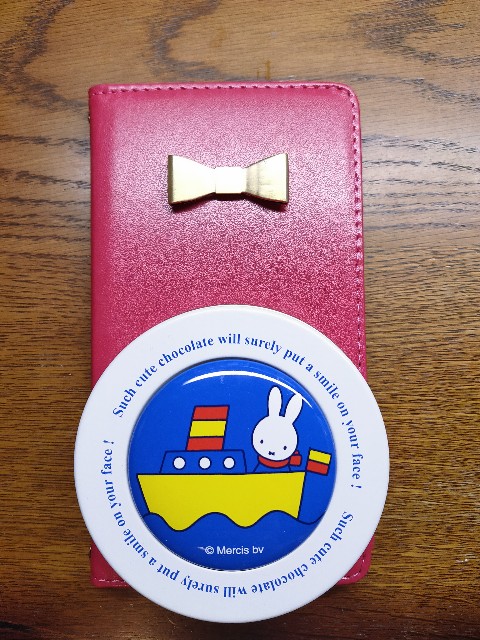 Such cute chocolate will surely put a smile on your face !
Such cute chocolate will surely put a smile on your face !
© Mercis bv